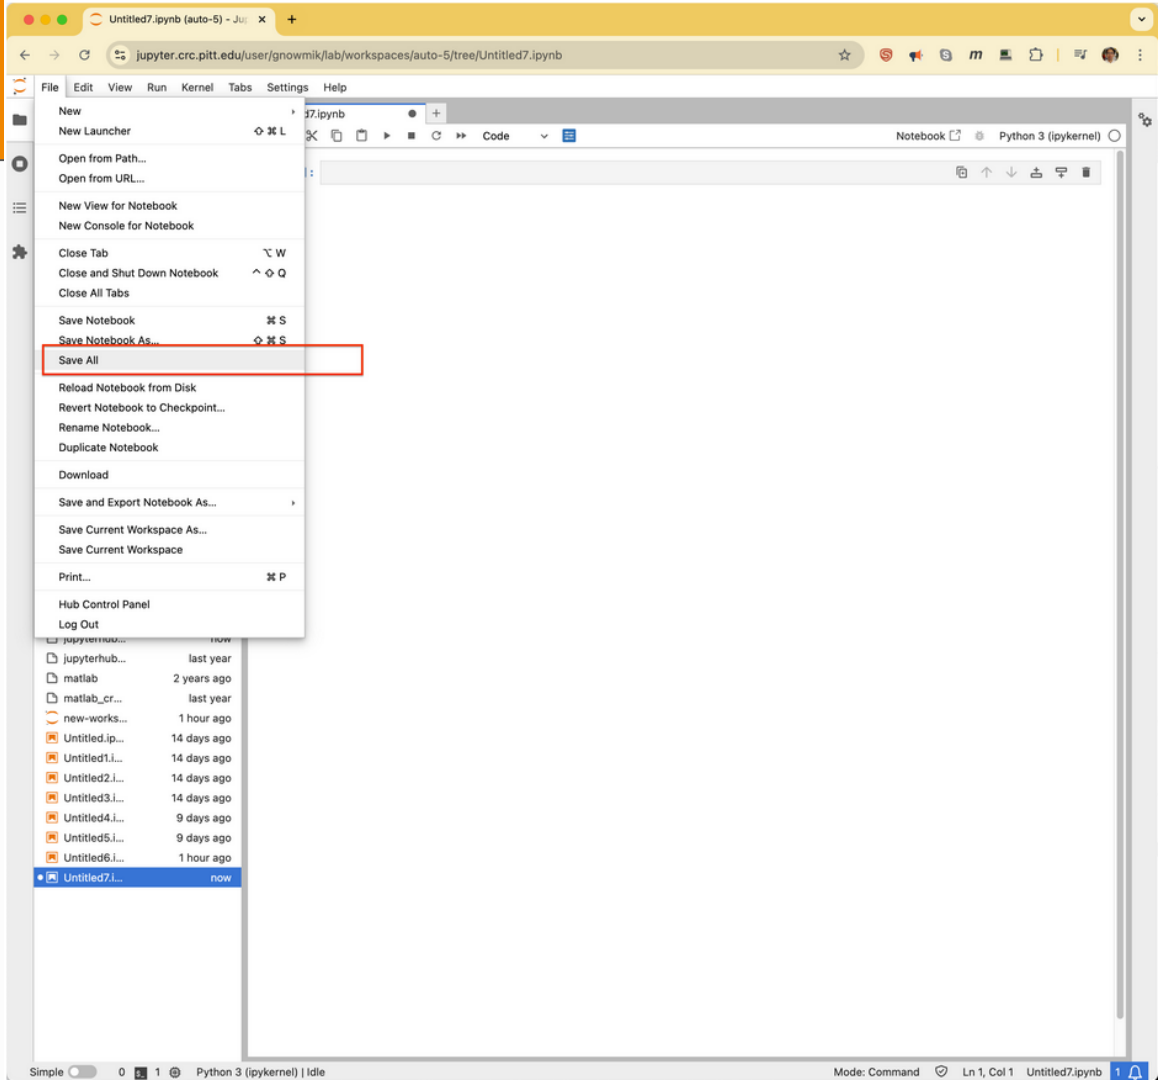 Untitled7.ipynb (auto-5) - Ju
jupyter.crc.pitt.edu/user/gnowmik/lab/workspaces/auto-5/tree/Untitled7.ipynb
File Edit View Run Kernel Tabs Settings Help
New
New Launcher ⇧ ⌘ L
Open from Path...
Open from URL...
New View for Notebook
New Console for Notebook
Close Tab ⌥ W
Close and Shut Down Notebook ^ ⇧ Q
Close All Tabs
Save Notebook ⌘ S
Save Notebook As... ⇧ ⌘ S
Save All
Reload Notebook from Disk
Revert Notebook to Checkpoint...
Rename Notebook...
Duplicate Notebook
Download
Save and Export Notebook As...
Save Current Workspace As...
Save Current Workspace
Print... ⌘ P
Hub Control Panel
Log Out
d7.ipynb
Code
Notebook
Python 3 (ipykernel)
jupyterhub... now
jupyterhub... last year
matlab 2 years ago
matlab_cr... last year
new-works... 1 hour ago
Untitled.ip... 14 days ago
Untitled1.i... 14 days ago
Untitled2.i... 14 days ago
Untitled3.i... 14 days ago
Untitled4.i... 9 days ago
Untitled5.i... 9 days ago
Untitled6.i... 1 hour ago
Untitled7.i... now
Simple 0 1 Python 3 (ipykernel) | Idle
Mode: Command Ln 1, Col 1 Untitled7.ipynb 1